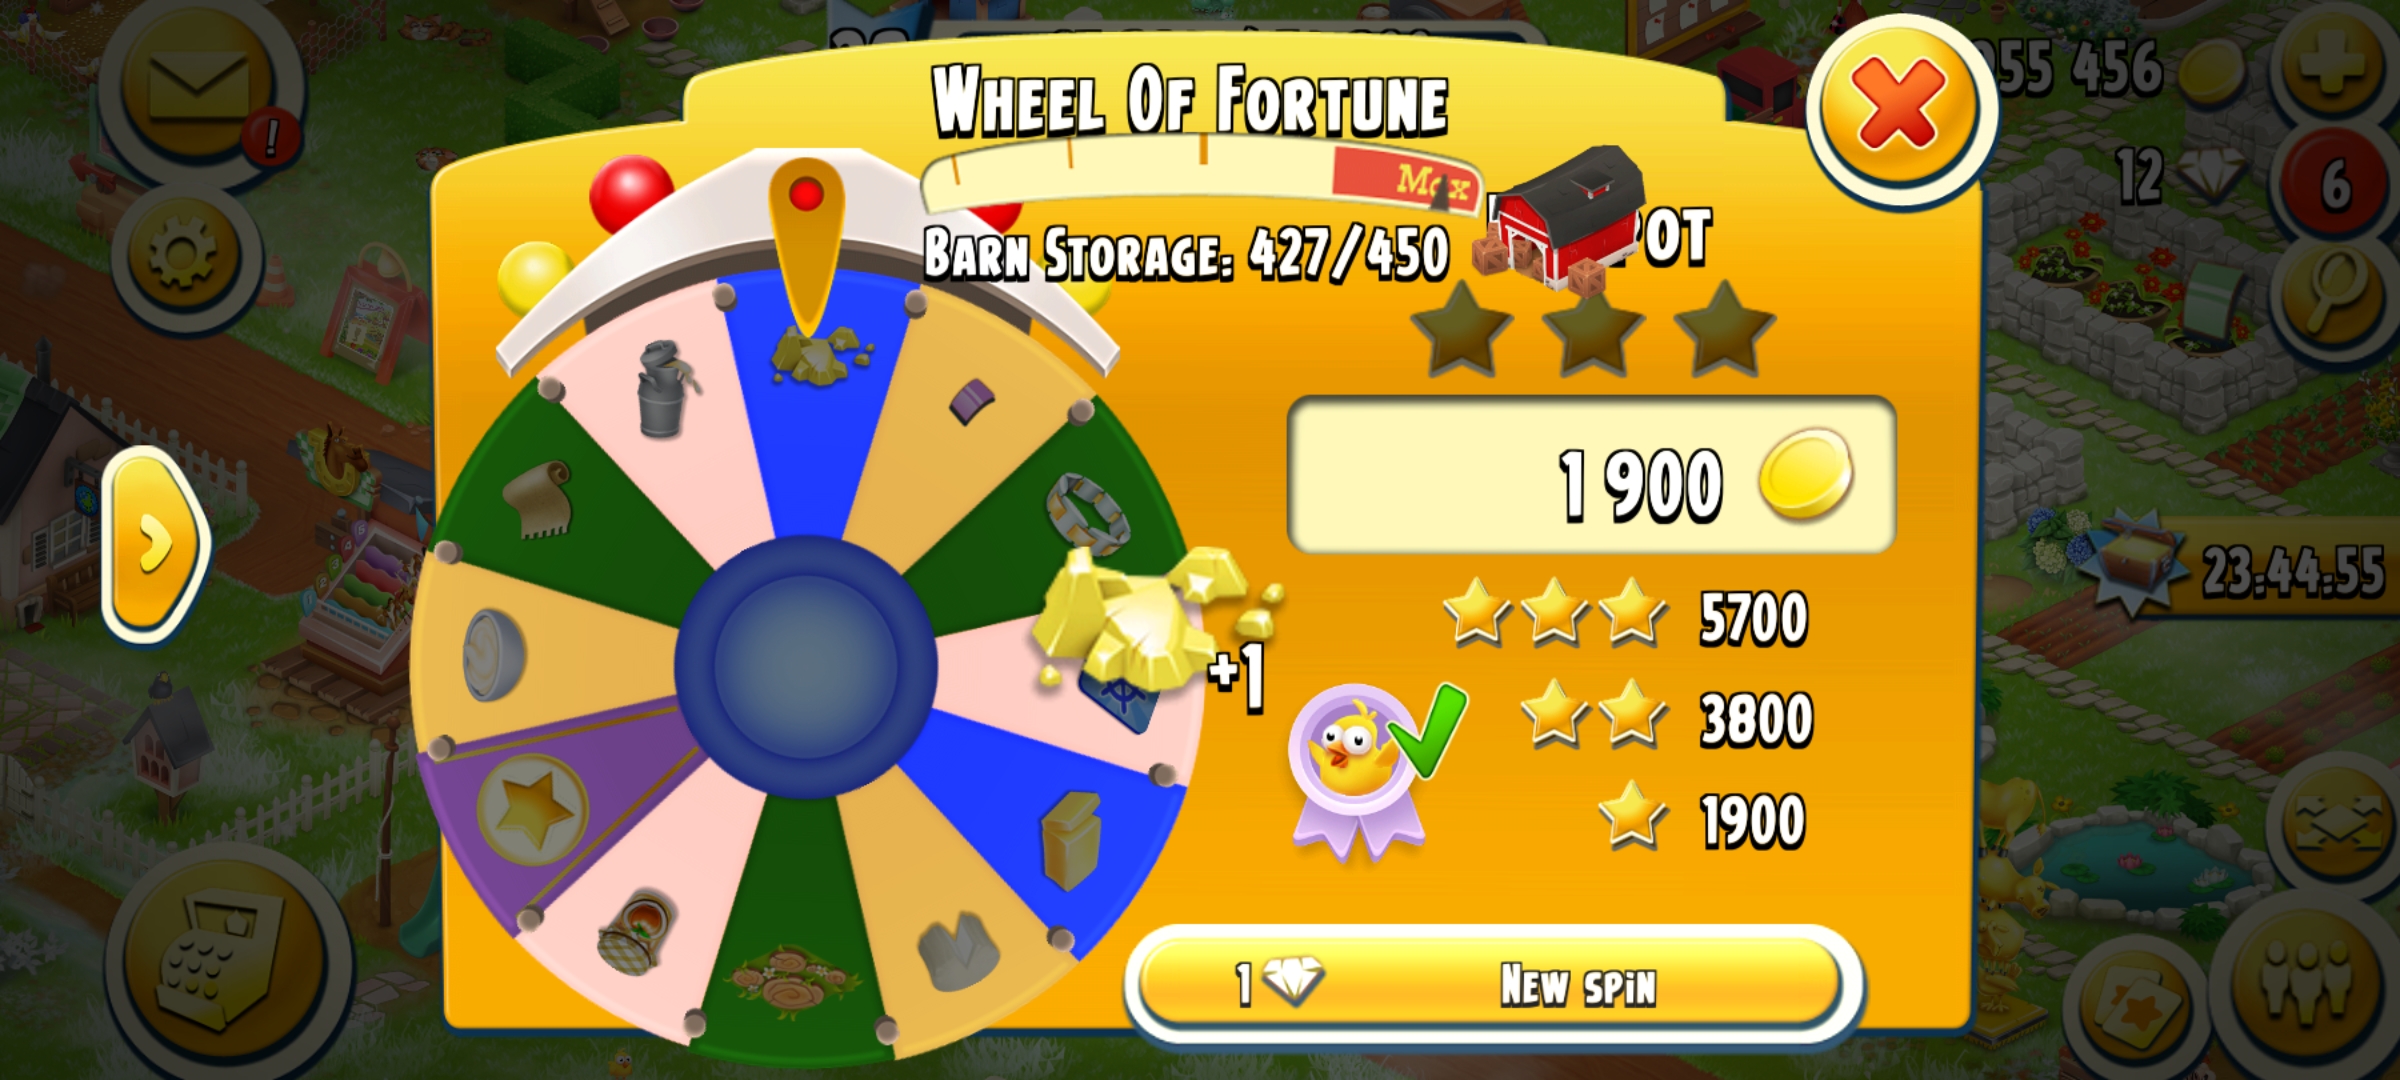 WHEEL OF FORTUNE
Max
BARN STORAGE: 427/450
OT
55 456
12
6
!
1 900
5700
3800
1900
+1
23:44:55
1
NEW SPIN